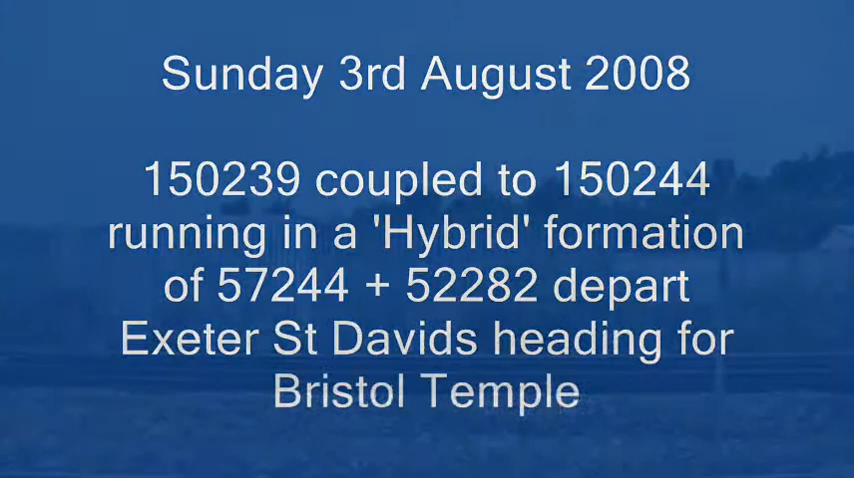 Sunday 3rd August 2008
150239 coupled to 150244
running in a 'Hybrid' formation
of 57244 + 52282 depart
Exeter St Davids heading for
Bristol Temple